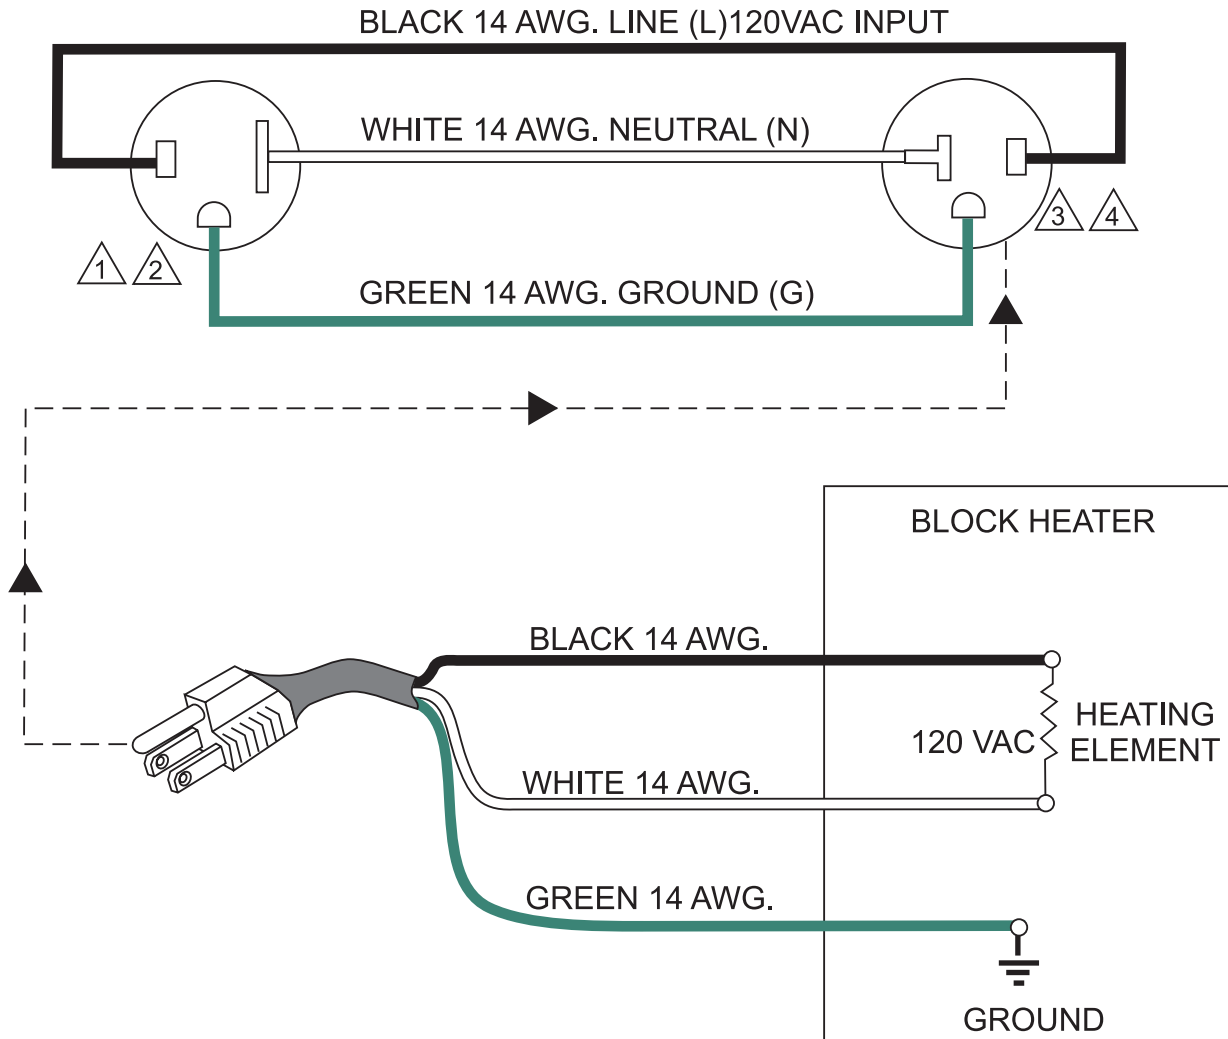 BLACK 14 AWG. LINE (L)120VAC INPUT
WHITE 14 AWG. NEUTRAL (N)
3 4
1 2
GREEN 14 AWG. GROUND (G)
BLOCK HEATER
BLACK 14 AWG.
HEATING
ELEMENT
120 VAC
WHITE 14 AWG.
GREEN 14 AWG.
GROUND